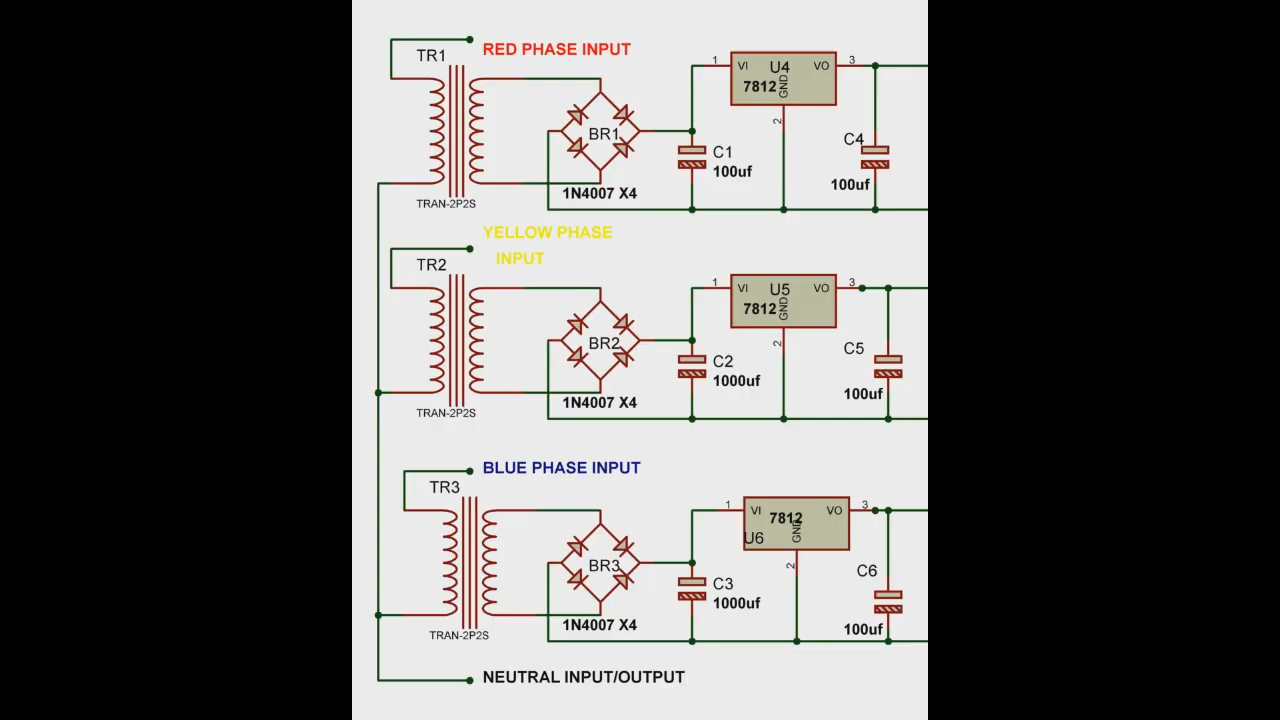 RED PHASE INPUT
TR1
TRAN-2P2S
BR1
1N4007 X4
1
VI
U4
VO
3
7812
GND
2
C1
100uf
C4
100uf
YELLOW PHASE
INPUT
TR2
TRAN-2P2S
BR2
1N4007 X4
1
VI
U5
VO
3
7812
GND
2
C2
1000uf
C5
100uf
BLUE PHASE INPUT
TR3
TRAN-2P2S
BR3
1N4007 X4
1
VI
7812
VO
3
U6
GND
2
C3
1000uf
C6
100uf
NEUTRAL INPUT/OUTPUT